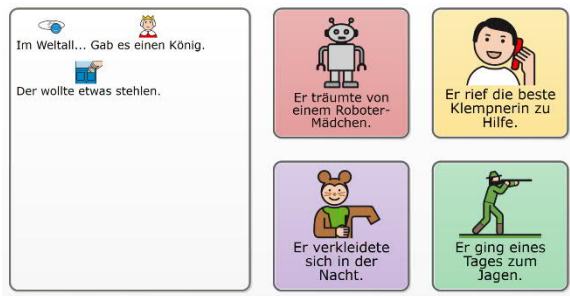 Im Weltall... Gab es einen König.
Der wollte etwas stehlen.
Er träumte von
einem Roboter-
Mädchen.
Er rief die beste
Klempnerin zu
Hilfe.
Er verkleidete
sich in der
Nacht.
Er ging eines
Tages zum
Jagen.